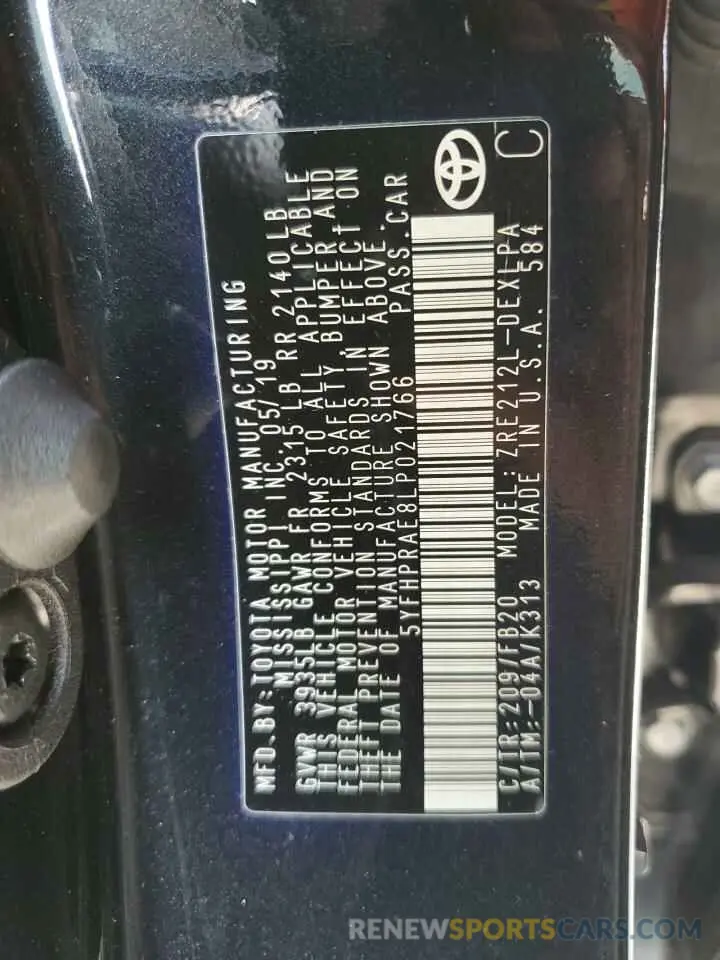 MFD.BY:TOYOTA MOTOR MANUFACTURING
MISSISSIPPI INC. 05/19
GVWR 3935LB GAWR FR 2315 LB RR 2140LB
THIS VEHICLE CONFORMS TO ALL APPLICABLE
FEDERAL MOTOR VEHICLE SAFETY, BUMPER AND
THEFT PREVENTION STANDARDS IN EFFECT ON
THE DATE OF MANUFACTURE SHOWN ABOVE.
5YFHPRAE8LP021766 PASS.CAR
C/TR:209/FB20 MODEL:ZRE212L-DEXLPA
A/TM:-04A/K313 MADE IN U.S.A. 584
C
RENEWSPORTSCARS.COM